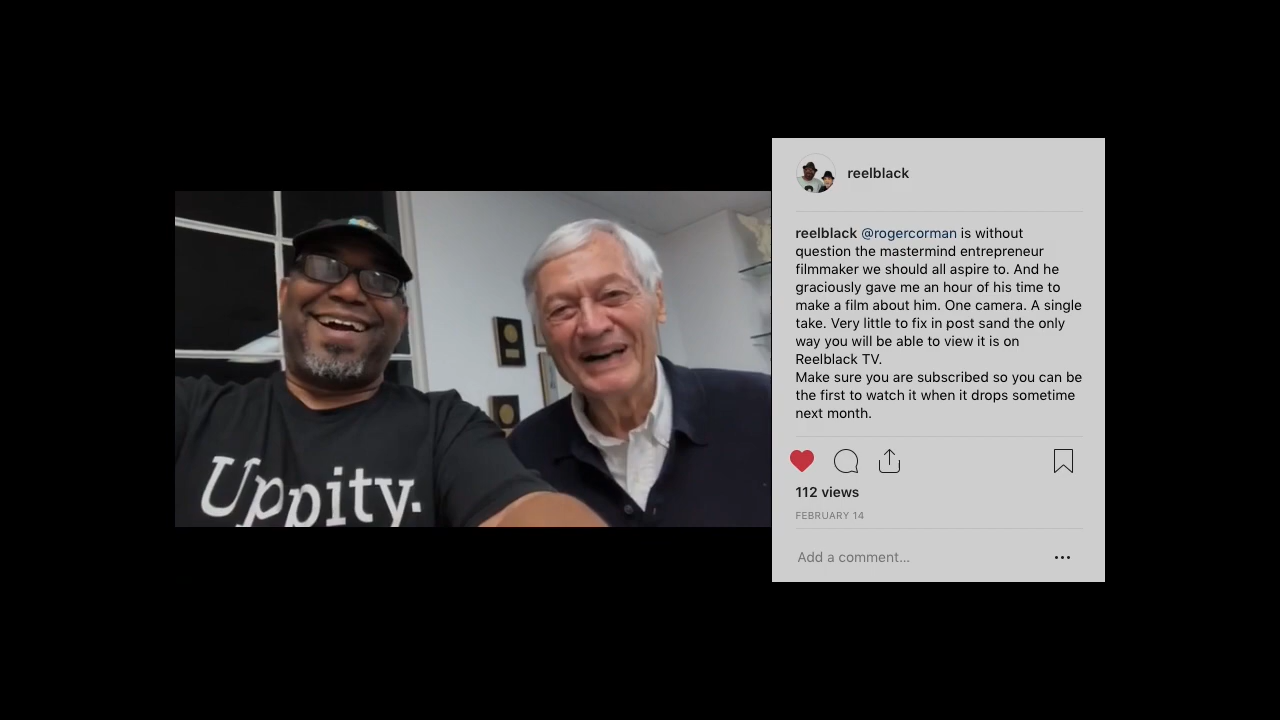 Uppity.
reelblack
reelblack @rogercorman is without
question the mastermind entrepreneur
filmmaker we should all aspire to. And he
graciously gave me an hour of his time to
make a film about him. One camera. A single
take. Very little to fix in post sand the only
way you will be able to view it is on
Reelblack TV.
Make sure you are subscribed so you can be
the first to watch it when it drops sometime
next month.
112 views
FEBRUARY 14
Add a comment...